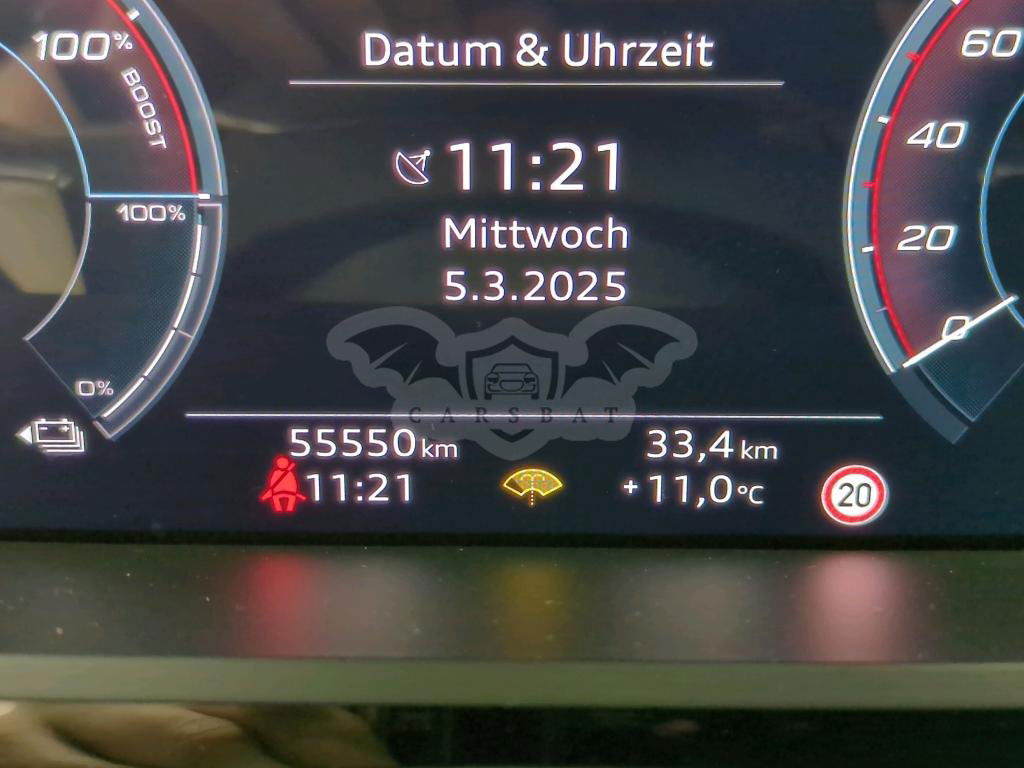 100%
BOOST
100%
0%
Datum & Uhrzeit
11:21
Mittwoch
5.3.2025
CARSBAT
55550 km
33,4 km
11:21
+11,0 °C
20
60
40
20
0